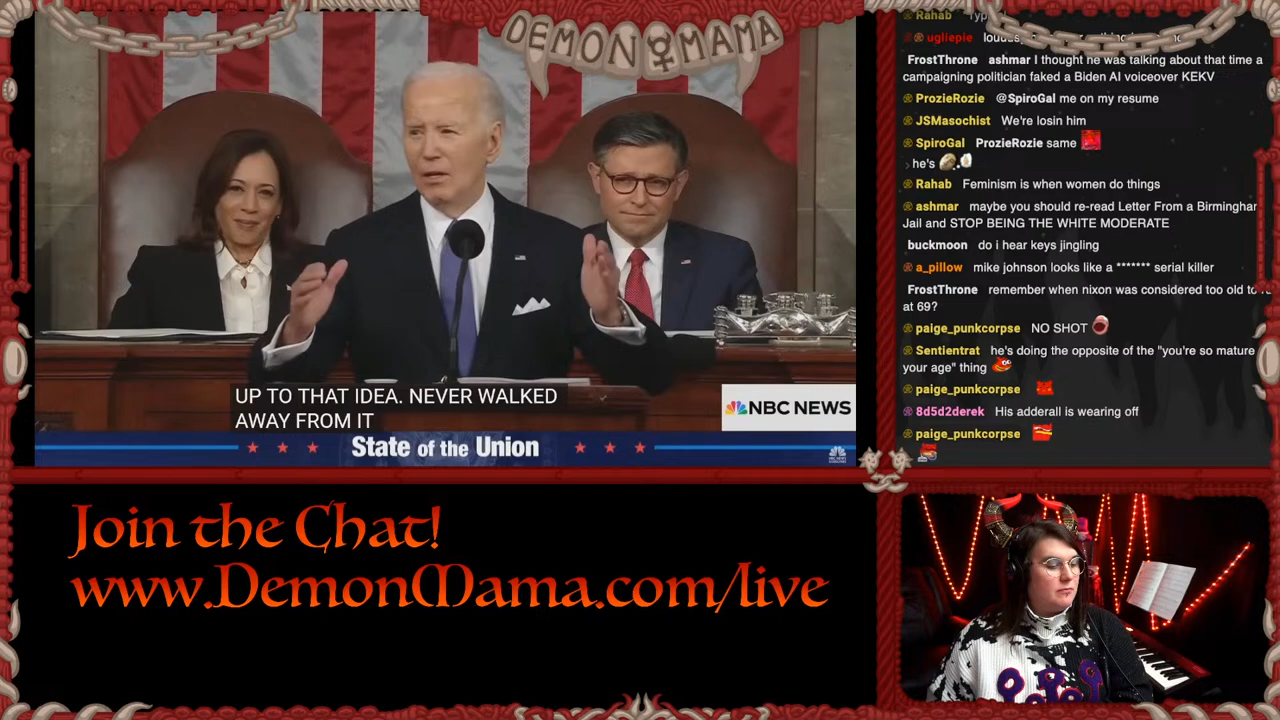 DEMON MAMA
Rahab
ugliepie
FrostThrone ashmar I thought he was talking about that time a
campaigning politician faked a Biden AI voiceover KEKV
ProzieRozie @SpiroGal me on my resume
JSMasochist We're losin him
SpiroGal ProzieRozie same
he's
Rahab Feminism is when women do things
ashmar maybe you should re-read Letter From a Birmingham
Jail and STOP BEING THE WHITE MODERATE
buckmoon do i hear keys jingling
a_pillow mike johnson looks like a ******* serial killer
FrostThrone remember when nixon was considered too old to
at 69?
paige_punkcorpse NO SHOT
Sentientrat he's doing the opposite of the "you're so mature
your age" thing
paige_punkcorpse
8d5d2derek His adderall is wearing off
paige_punkcorpse
UP TO THAT IDEA. NEVER WALKED
AWAY FROM IT
NBC NEWS
State of the Union
Join the Chat!
www.DemonMama.com/live